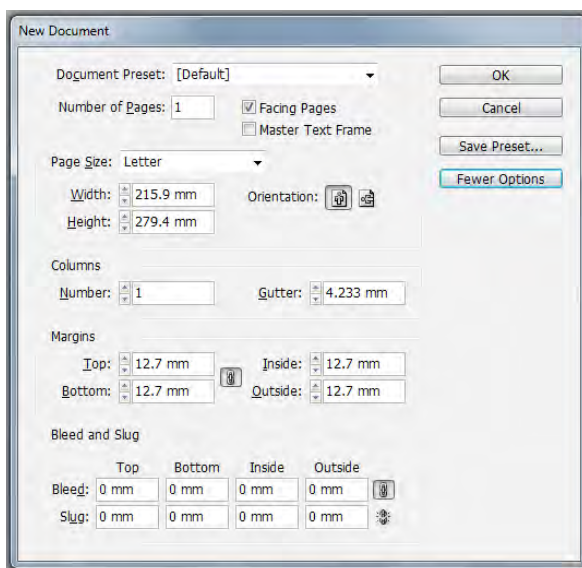 New Document
Document Preset: [Default]
OK
Number of Pages: 1
Facing Pages
Cancel
Master Text Frame
Save Preset...
Page Size: Letter
Fewer Options
Width: 215.9 mm
Orientation:
Height: 279.4 mm
Columns
Number: 1
Gutter: 4.233 mm
Margins
Top: 12.7 mm
Inside: 12.7 mm
Bottom: 12.7 mm
Outside: 12.7 mm
Bleed and Slug
Top Bottom Inside Outside
Bleed: 0 mm 0 mm 0 mm 0 mm
Slug: 0 mm 0 mm 0 mm 0 mm